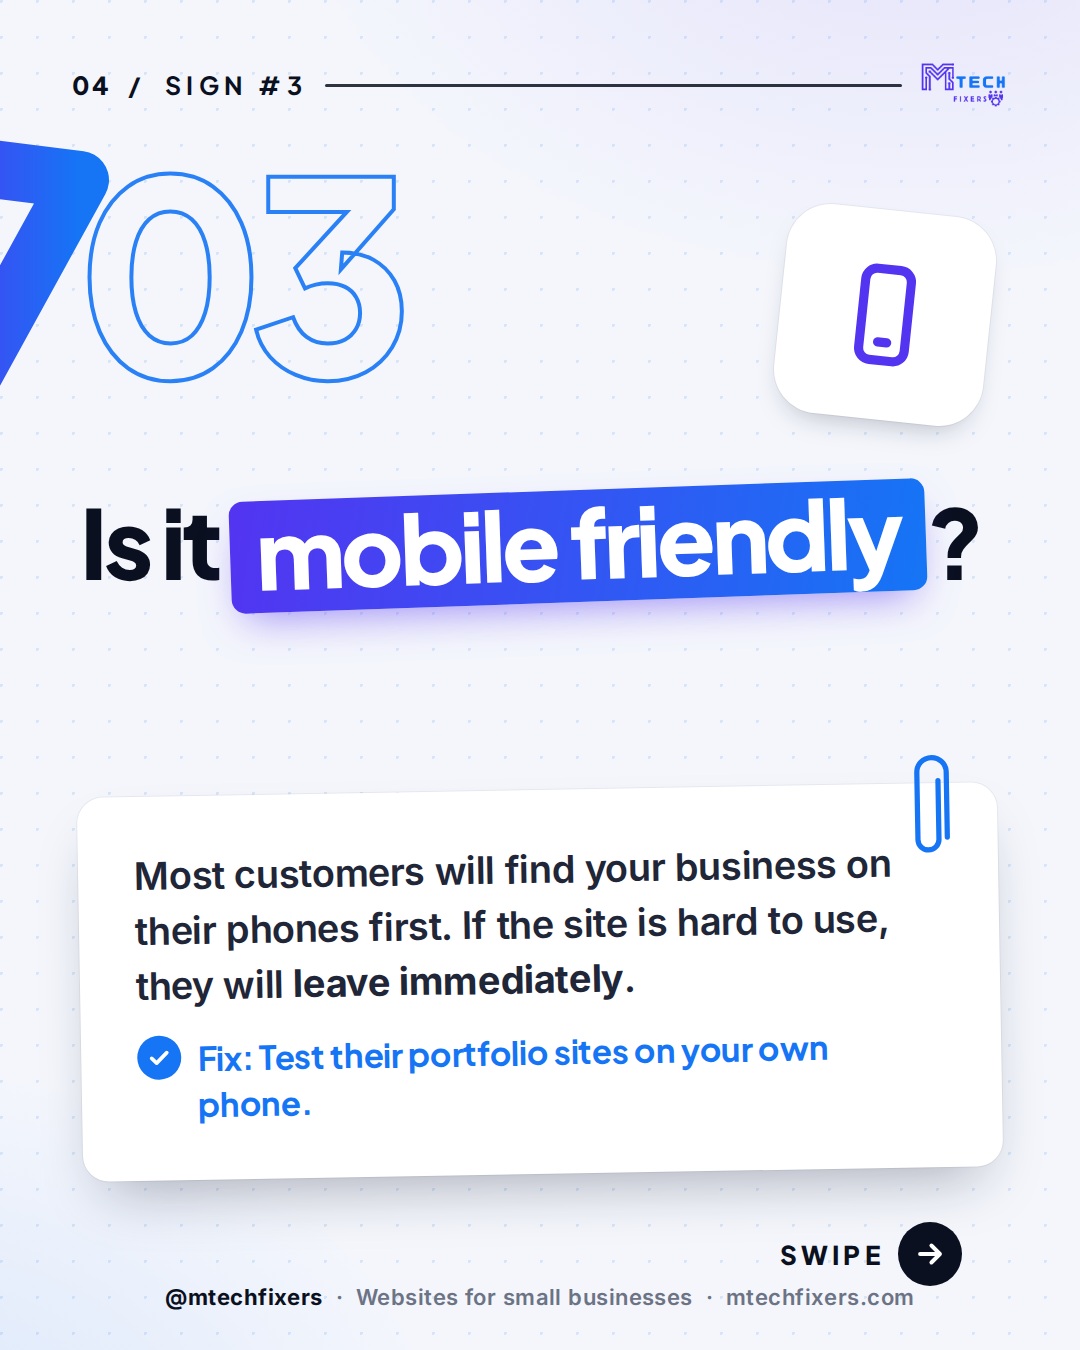 04 / SIGN #3
MTECH
FIXERS
7
03
Is it mobile friendly?
Most customers will find your business on
their phones first. If the site is hard to use,
they will leave immediately.
Fix: Test their portfolio sites on your own
phone.
SWIPE
@mtechfixers · Websites for small businesses · mtechfixers.com